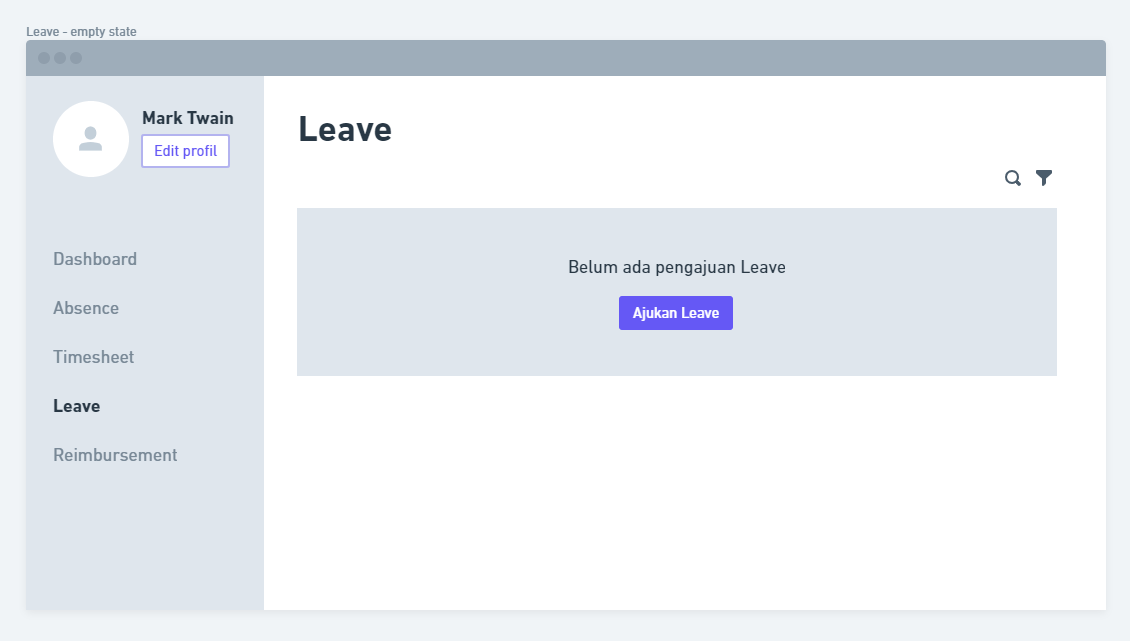 Leave - empty state
Mark Twain
Edit profil
Dashboard
Absence
Timesheet
Leave
Reimbursement
Leave
Belum ada pengajuan Leave
Ajukan Leave